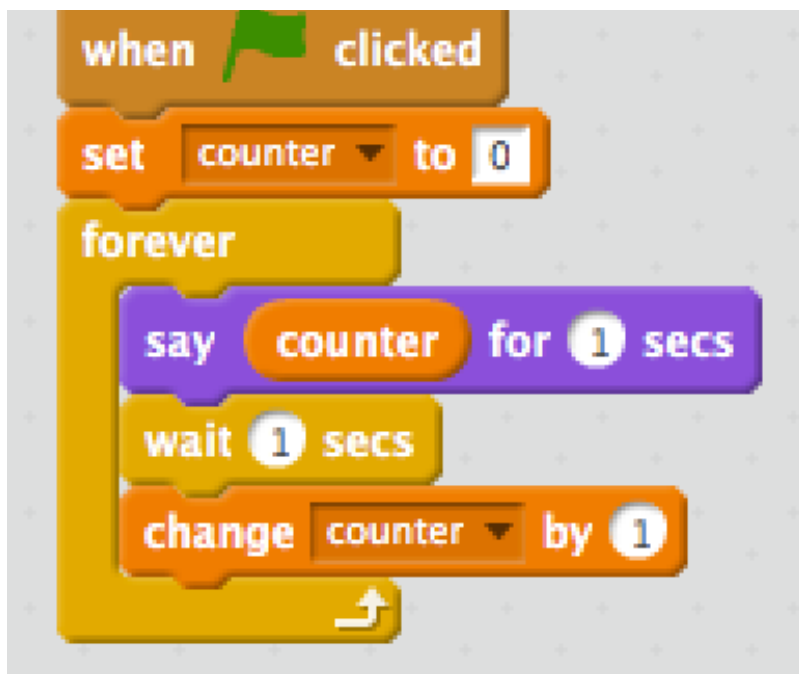 when clicked
set counter to 0
forever
say counter for 1 secs
wait 1 secs
change counter by 1